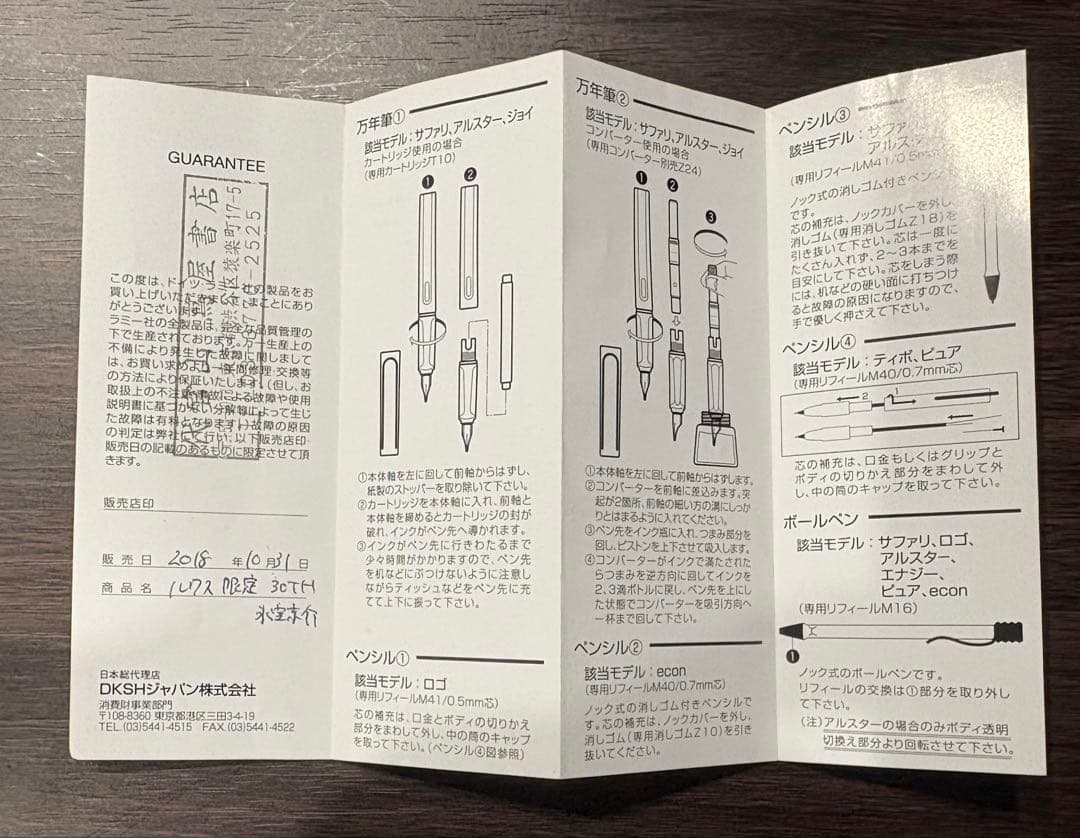 GUARANTEE
屋書店
区猿楽町17-5
-2525
この度は、ドイツ 社の製品をお
買い上げいただきまし まことにあり
がとうございます。
ラミー社の全製品は、 全な品質管理の
下で生産されております。万一生産上の
不備により発生した故障に関しまして
は、お買い求めより一年間修理・交換等
の方法により保証いたします。(但し、お
取扱上の不注意や事故による故障や使用
説明書に基づかない分解等によって生じ
た故障は有料となります。)故障の原因
の判定は弊社にて行い、以下販売店印・
販売日の記載のあるものに限定させて頂
きます。
販売店印
販売日 2018 年10月31日
商品名 ルクス 限定 30TH
氷室京介
日本総代理店
DKSHジャパン株式会社
消費財事業部門
〒108-8360 東京都港区三田3-4-19
TEL.(03)5441-4515 FAX.(03)5441-4522
万年筆①
該当モデル:サファリ、アルスター、ジョイ
カートリッジ使用の場合
(専用カートリッジT10)
❶ ❷
①本体軸を左に回して前軸からはずし、
紙製のストッパーを取り除いて下さい。
②カートリッジを本体軸に入れ、前軸と
本体軸を締めるとカートリッジの封が
破れ、インクがペン先へ導かれます。
③インクがペン先に行きわたるまで
少々時間がかかりますので、ペン先
を机などにぶつけないように注意し
ながらティッシュなどをペン先に充
てて上下に振って下さい。
ペンシル①
該当モデル:ロゴ
(専用リフィールM41/0.5mm芯)
芯の補充は、口金とボディの切りかえ
部分をまわして外し、中の筒のキャップ
を取って下さい。(ペンシル④図参照)
万年筆②
該当モデル:サファリ、アルスター、ジョイ
コンバーター使用の場合
(専用コンバーター別売Z24)
❶ ❷ ❸
①本体軸を左に回して前軸からはずします。
②コンバーターを前軸に差込みます。突
起が2箇所、前軸の細い方の溝にしっか
りとはまるように入れてください。
③ペン先をインク瓶に入れ、つまみ部分を
回し、ピストンを上下させて吸入します。
④コンバーターがインクで満たされた
らつまみを逆方向に回してインクを
2、3滴ボトルに戻し、ペン先を上にし
た状態でコンバーターを吸引方向へ
一杯まで回して下さい。
ペンシル②
該当モデル:econ
(専用リフィールM40/0.7mm芯)
ノック式の消し付きペンシルで
す。芯の補充は、ノックカバーを外し、
消しゴム(専用消しゴムZ10)を引き
抜いてください。
ペンシル③
該当モデル:サファリ、
アルスター
(専用リフィールM41/0.5mm
ノック式の消しゴム付きペンシ
です。
芯の補充は、ノックカバーを外し、
消しゴム(専用消しゴムZ18)を
引き抜いて下さい。芯は一度に
たくさん入れず、2〜3本までを
目安にして下さい。芯をしまう際
には、机などの硬い面に打ちつけ
ると故障の原因になりますので、
手で優しく押さえて下さい。
ペンシル④
該当モデル:ティポ、ピュア
(専用リフィールM40/0.7mm芯)
2 1
芯の補充は、口金もしくはグリップと
ボディの切りかえ部分をまわして外
し、中の筒のキャップを取って下さい。
ボールペン
該当モデル:サファリ、ロゴ、
アルスター、
エナジー、
ピュア、econ
(専用リフィールM16)
❶
ノック式のボールペンです。
リフィールの交換は①部分を取り外し
て下さい。
(注)アルスターの場合のみボディ透明
切換え部分より回転させて下さい。